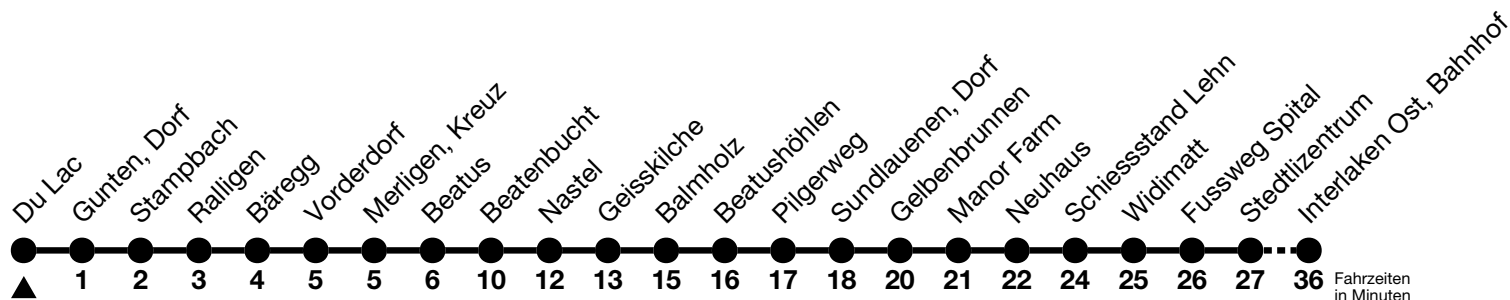 Du Lac
Gunten, Dorf
Stampbach
Ralligen
Bäregg
Vorderdorf
Merligen, Kreuz
Beatus
Beatenbucht
Nastel
Geisskilche
Balmholz
Beatushöhlen
Pilgerweg
Sundlauenen, Dorf
Gelbenbrunnen
Manor Farm
Neuhaus
Schiessstand Lehn
Widimatt
Fussweg Spital
Stedtlizentrum
Interlaken Ost, Bahnhof
1 2 3 4 5 5 6 10 12 13 15 16 17 18 20 21 22 24 25 26 27 36
Fahrzeiten
in Minuten